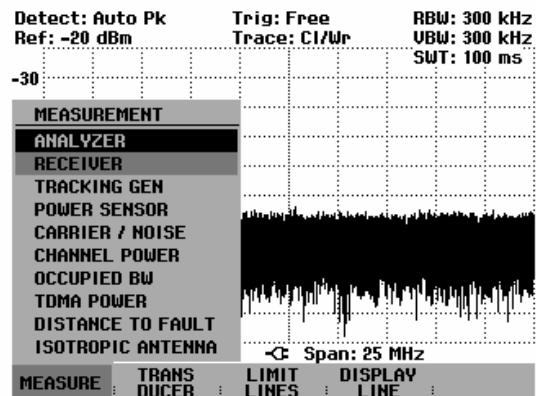 Detect: Auto Pk Trig: Free RBW: 300 kHz
Ref: -20 dBm Trace: Cl/Wr VBW: 300 kHz
SWT: 100 ms
-30
MEASUREMENT
ANALYZER
RECEIVER
TRACKING GEN
POWER SENSOR
CARRIER / NOISE
CHANNEL POWER
OCCUPIED BW
TDMA POWER
DISTANCE TO FAULT
ISOTROPIC ANTENNA
Span: 25 MHz
MEASURE TRANS LIMIT DISPLAY
DUCER LINES LINE